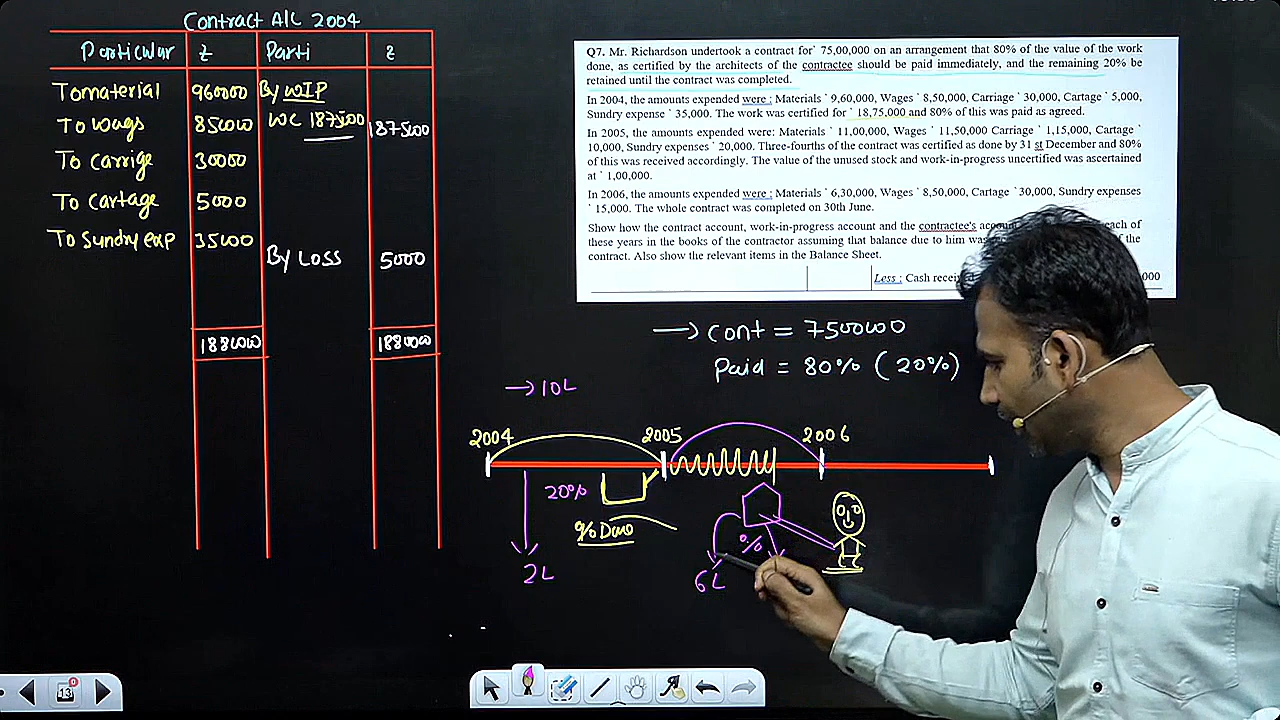 Contract A/C 2004
Particular ₹ Parti ₹
To material 960000 By WIP
To wags 850000 WC 1875000 1875000
To carrige 30000
To Cartage 5000
To Sundry exp 35000
By Loss 5000
1880000 1880000
Q7. Mr. Richardson undertook a contract for` 75,00,000 on an arrangement that 80% of the value of the work
done, as certified by the architects of the contractee should be paid immediately, and the remaining 20% be
retained until the contract was completed.
In 2004, the amounts expended were : Materials ` 9,60,000, Wages ` 8,50,000, Carriage ` 30,000, Cartage ` 5,000,
Sundry expense ` 35,000. The work was certified for ` 18,75,000 and 80% of this was paid as agreed.
In 2005, the amounts expended were: Materials ` 11,00,000, Wages ` 11,50,000 Carriage ` 1,15,000, Cartage `
10,000, Sundry expenses ` 20,000. Three-fourths of the contract was certified as done by 31 st December and 80%
of this was received accordingly. The value of the unused stock and work-in-progress uncertified was ascertained
at ` 1,00,000.
In 2006, the amounts expended were : Materials ` 6,30,000, Wages ` 8,50,000, Cartage ` 30,000, Sundry expenses
` 15,000. The whole contract was completed on 30th June.
Show how the contract account, work-in-progress account and the contractee's each of
these years in the books of the contractor assuming that balance due to him was of the
contract. Also show the relevant items in the Balance Sheet.
Less : Cash 000
→ Cont = 7500000
Paid = 80% (20%)
→ 10L
2004 2005 2006
20%
% Done
%
2L
6L
13